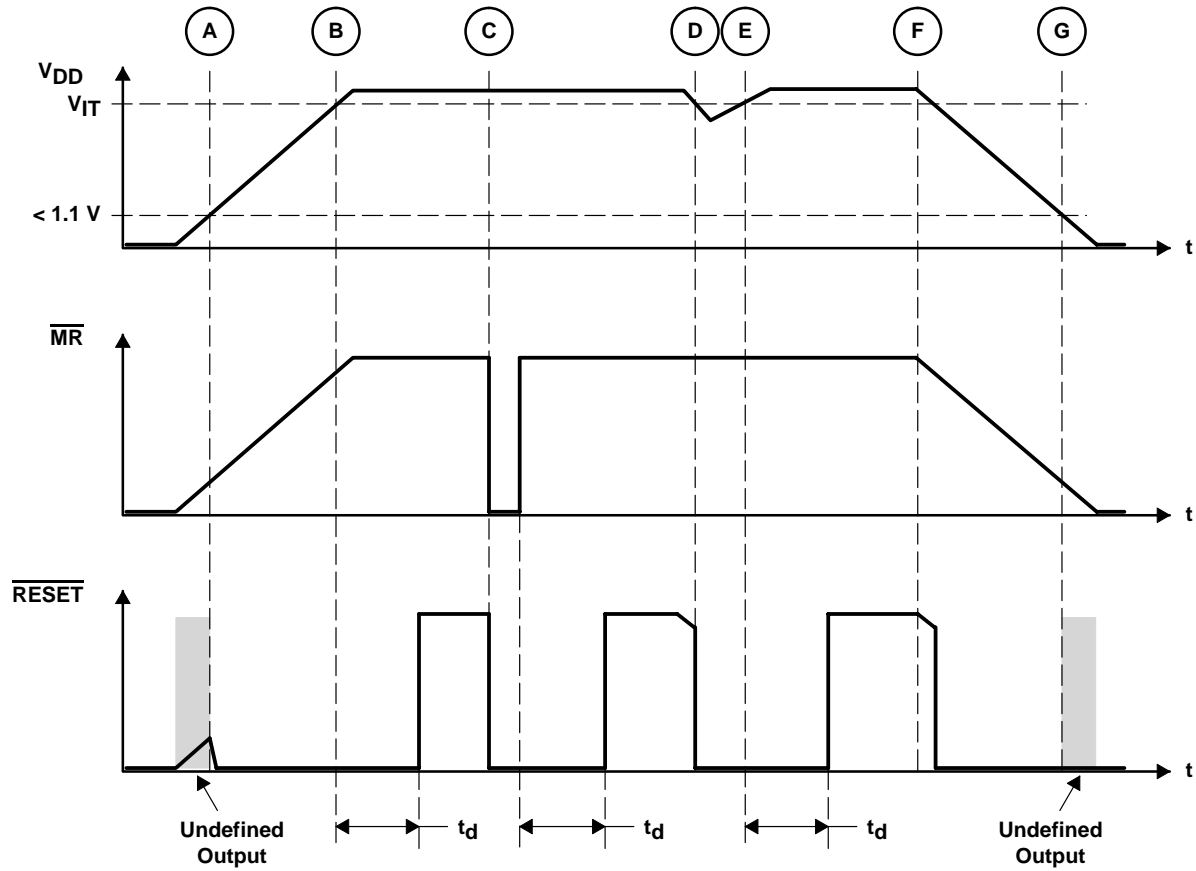 A B C D E F G
VDD
VIT
< 1.1 V
t
MR
t
RESET
t
td td td
Undefined
Output
Undefined
Output